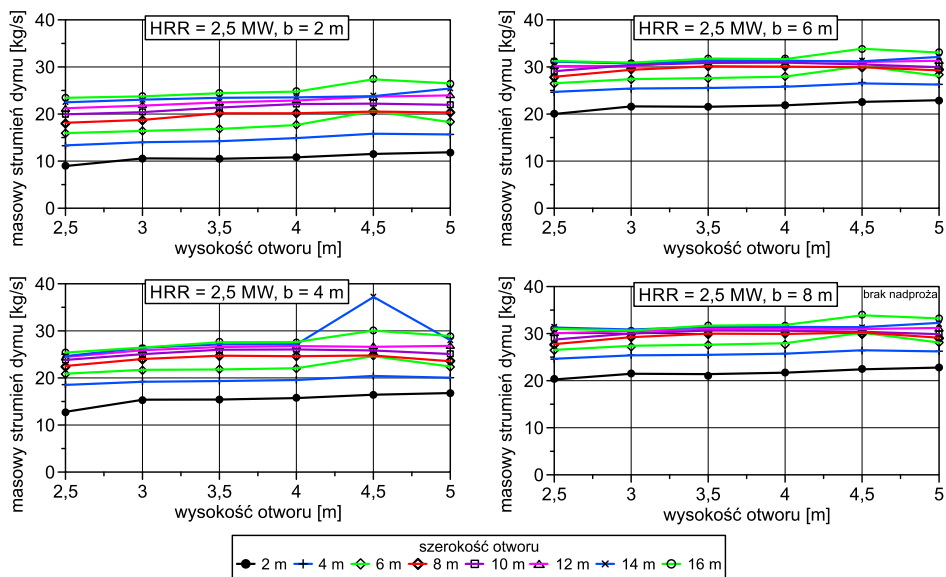 HRR = 2,5 MW, b = 2 m
masowy strumień dymu [kg/s]
40
30
20
10
0
2,5 3 3,5 4 4,5 5
wysokość otworu [m]
HRR = 2,5 MW, b = 6 m
masowy strumień dymu [kg/s]
40
30
20
10
0
2,5 3 3,5 4 4,5 5
wysokość otworu [m]
HRR = 2,5 MW, b = 4 m
masowy strumień dymu [kg/s]
40
30
20
10
0
2,5 3 3,5 4 4,5 5
wysokość otworu [m]
HRR = 2,5 MW, b = 8 m
brak nadproża
masowy strumień dymu [kg/s]
40
30
20
10
0
2,5 3 3,5 4 4,5 5
wysokość otworu [m]
szerokość otworu
2 m 4 m 6 m 8 m 10 m 12 m 14 m 16 m